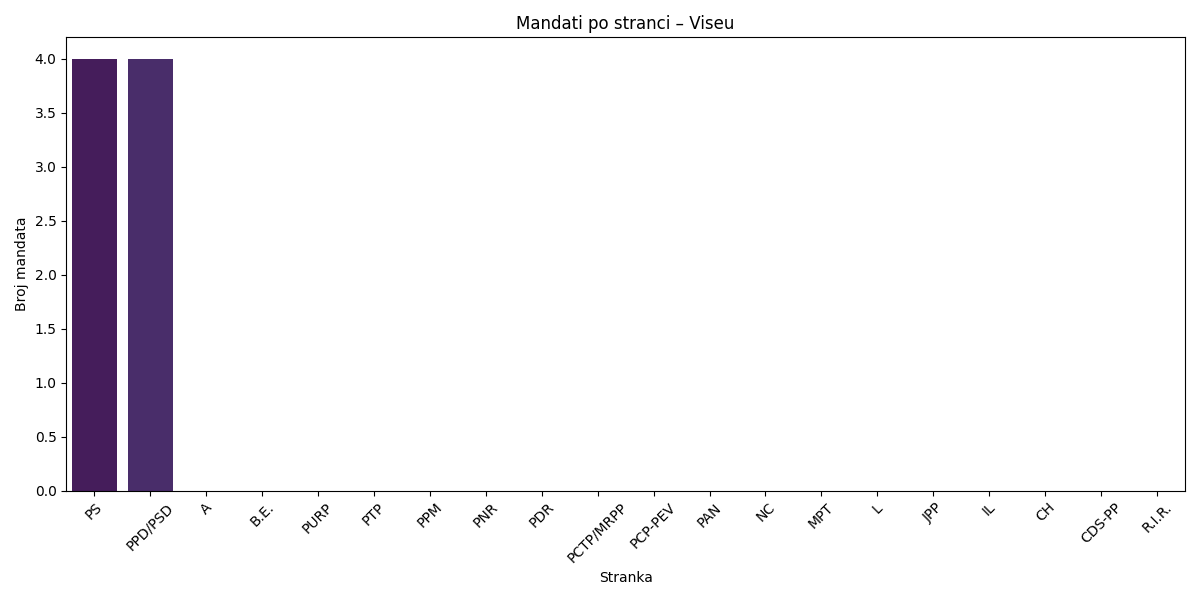 Mandati po stranci – Viseu
Broj mandata
4.0
3.5
3.0
2.5
2.0
1.5
1.0
0.5
0.0
PS
PPD/PSD
A
B.E.
PURP
PTP
PPM
PNR
PDR
PCTP/MRPP
PCP-PEV
PAN
NC
MPT
L
JPP
IL
CH
CDS-PP
R.I.R.
Stranka